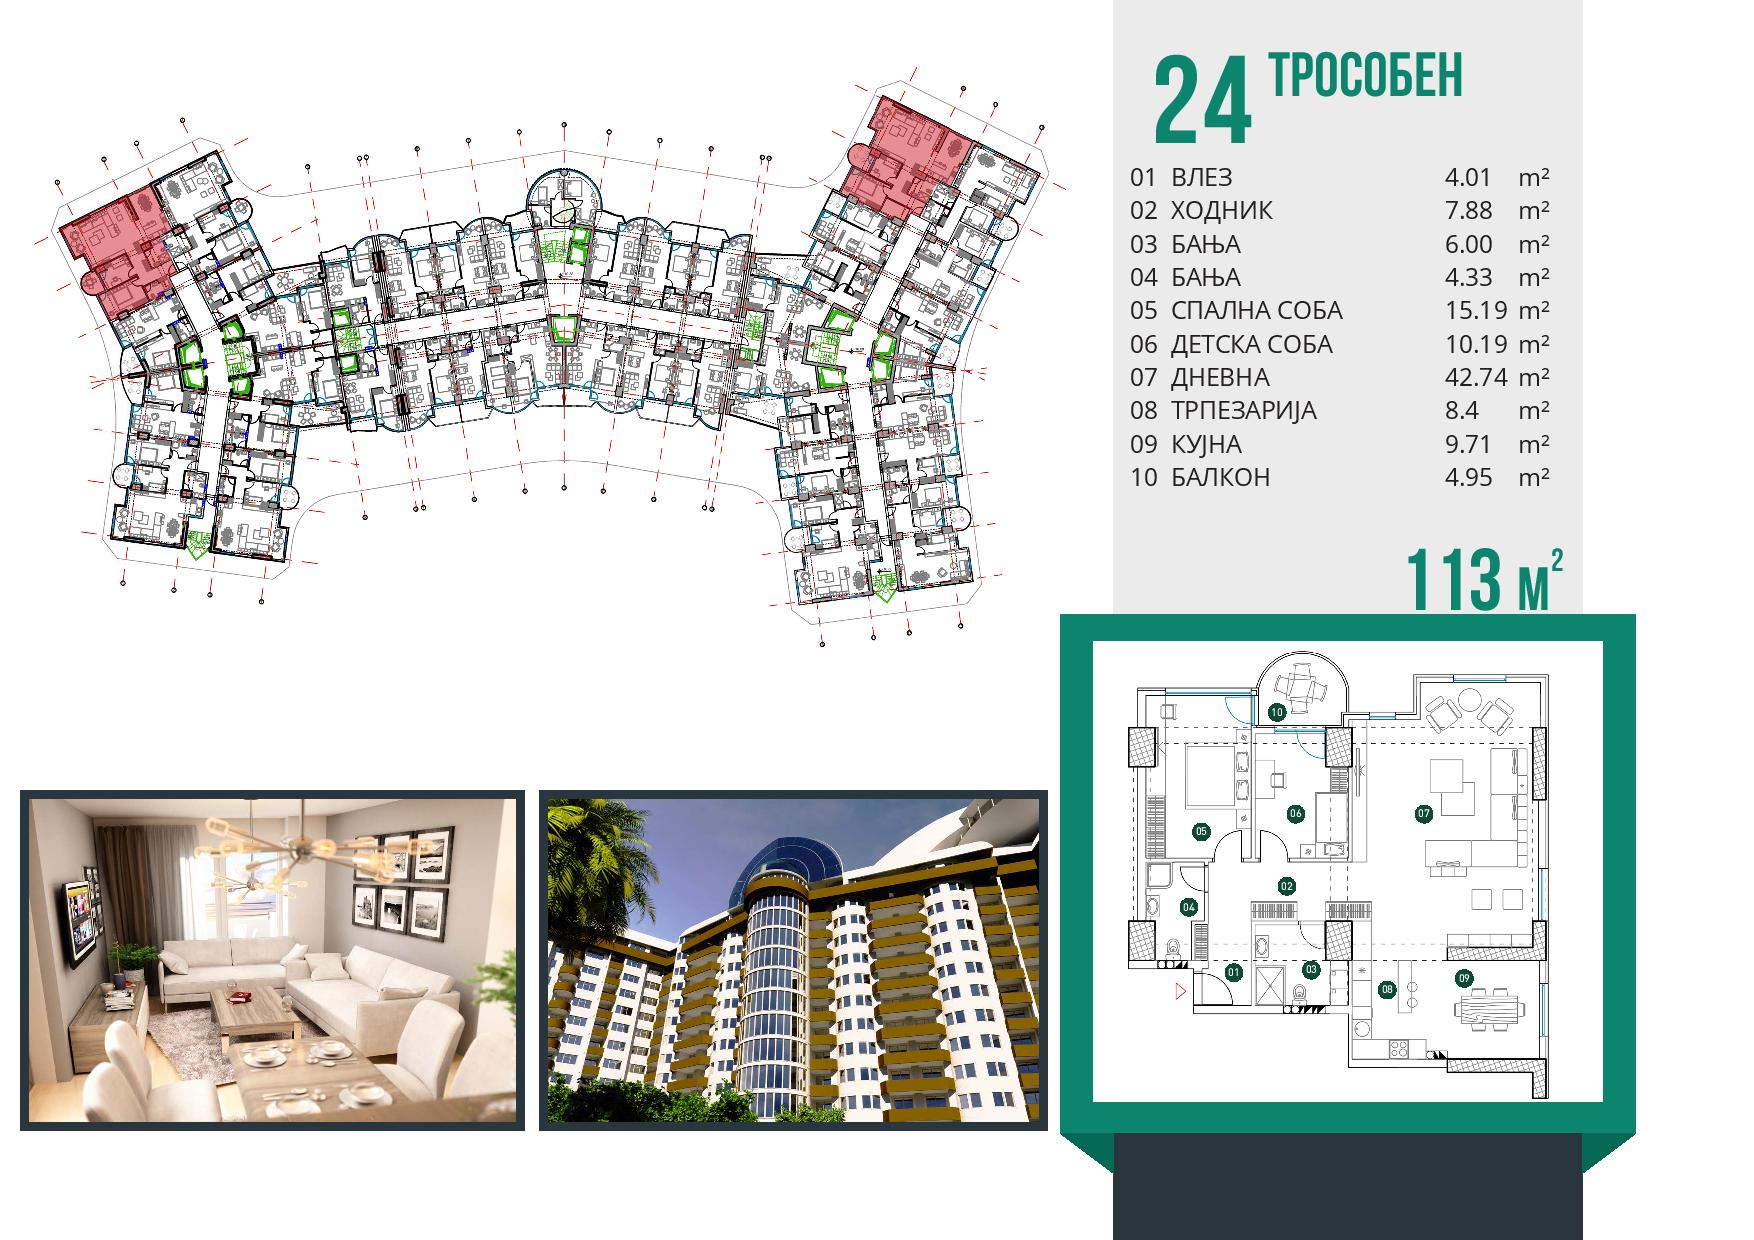 24 ТРОСОБЕН
01 ВЛЕЗ 4.01 m²
02 ХОДНИК 7.88 m²
03 БАЊА 6.00 m²
04 БАЊА 4.33 m²
05 СПАЛНА СОБА 15.19 m²
06 ДЕТСКА СОБА 10.19 m²
07 ДНЕВНА 42.74 m²
08 ТРПЕЗАРИЈА 8.4 m²
09 КУЈНА 9.71 m²
10 БАЛКОН 4.95 m²
113 м²
10
05
06
07
02
04
01
03
08
09